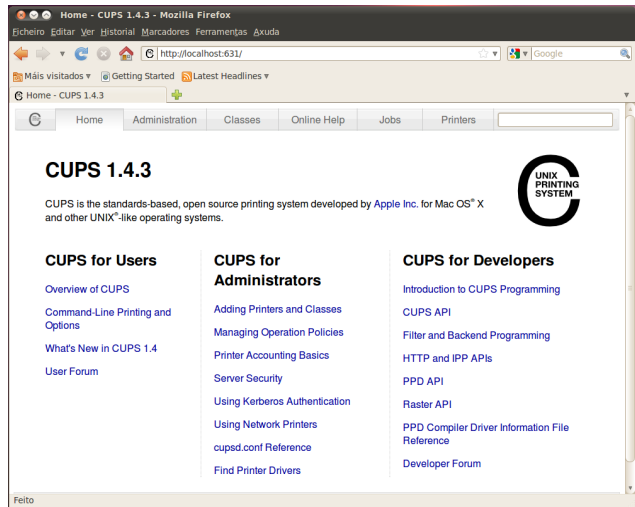 Home - CUPS 1.4.3 - Mozilla Firefox
Ficheiro Editar Ver Historial Marcadores Ferramentas Axuda
http://localhost:631/
Google
Máis visitados
Getting Started
Latest Headlines
Home - CUPS 1.4.3
Home
Administration
Classes
Online Help
Jobs
Printers
CUPS 1.4.3
CUPS is the standards-based, open source printing system developed by Apple Inc. for Mac OS® X
and other UNIX®-like operating systems.
UNIX
PRINTING
SYSTEM
CUPS for Users
Overview of CUPS
Command-Line Printing and
Options
What's New in CUPS 1.4
User Forum
CUPS for
Administrators
Adding Printers and Classes
Managing Operation Policies
Printer Accounting Basics
Server Security
Using Kerberos Authentication
Using Network Printers
cupsd.conf Reference
Find Printer Drivers
CUPS for Developers
Introduction to CUPS Programming
CUPS API
Filter and Backend Programming
HTTP and IPP APIs
PPD API
Raster API
PPD Compiler Driver Information File
Reference
Developer Forum
Feito